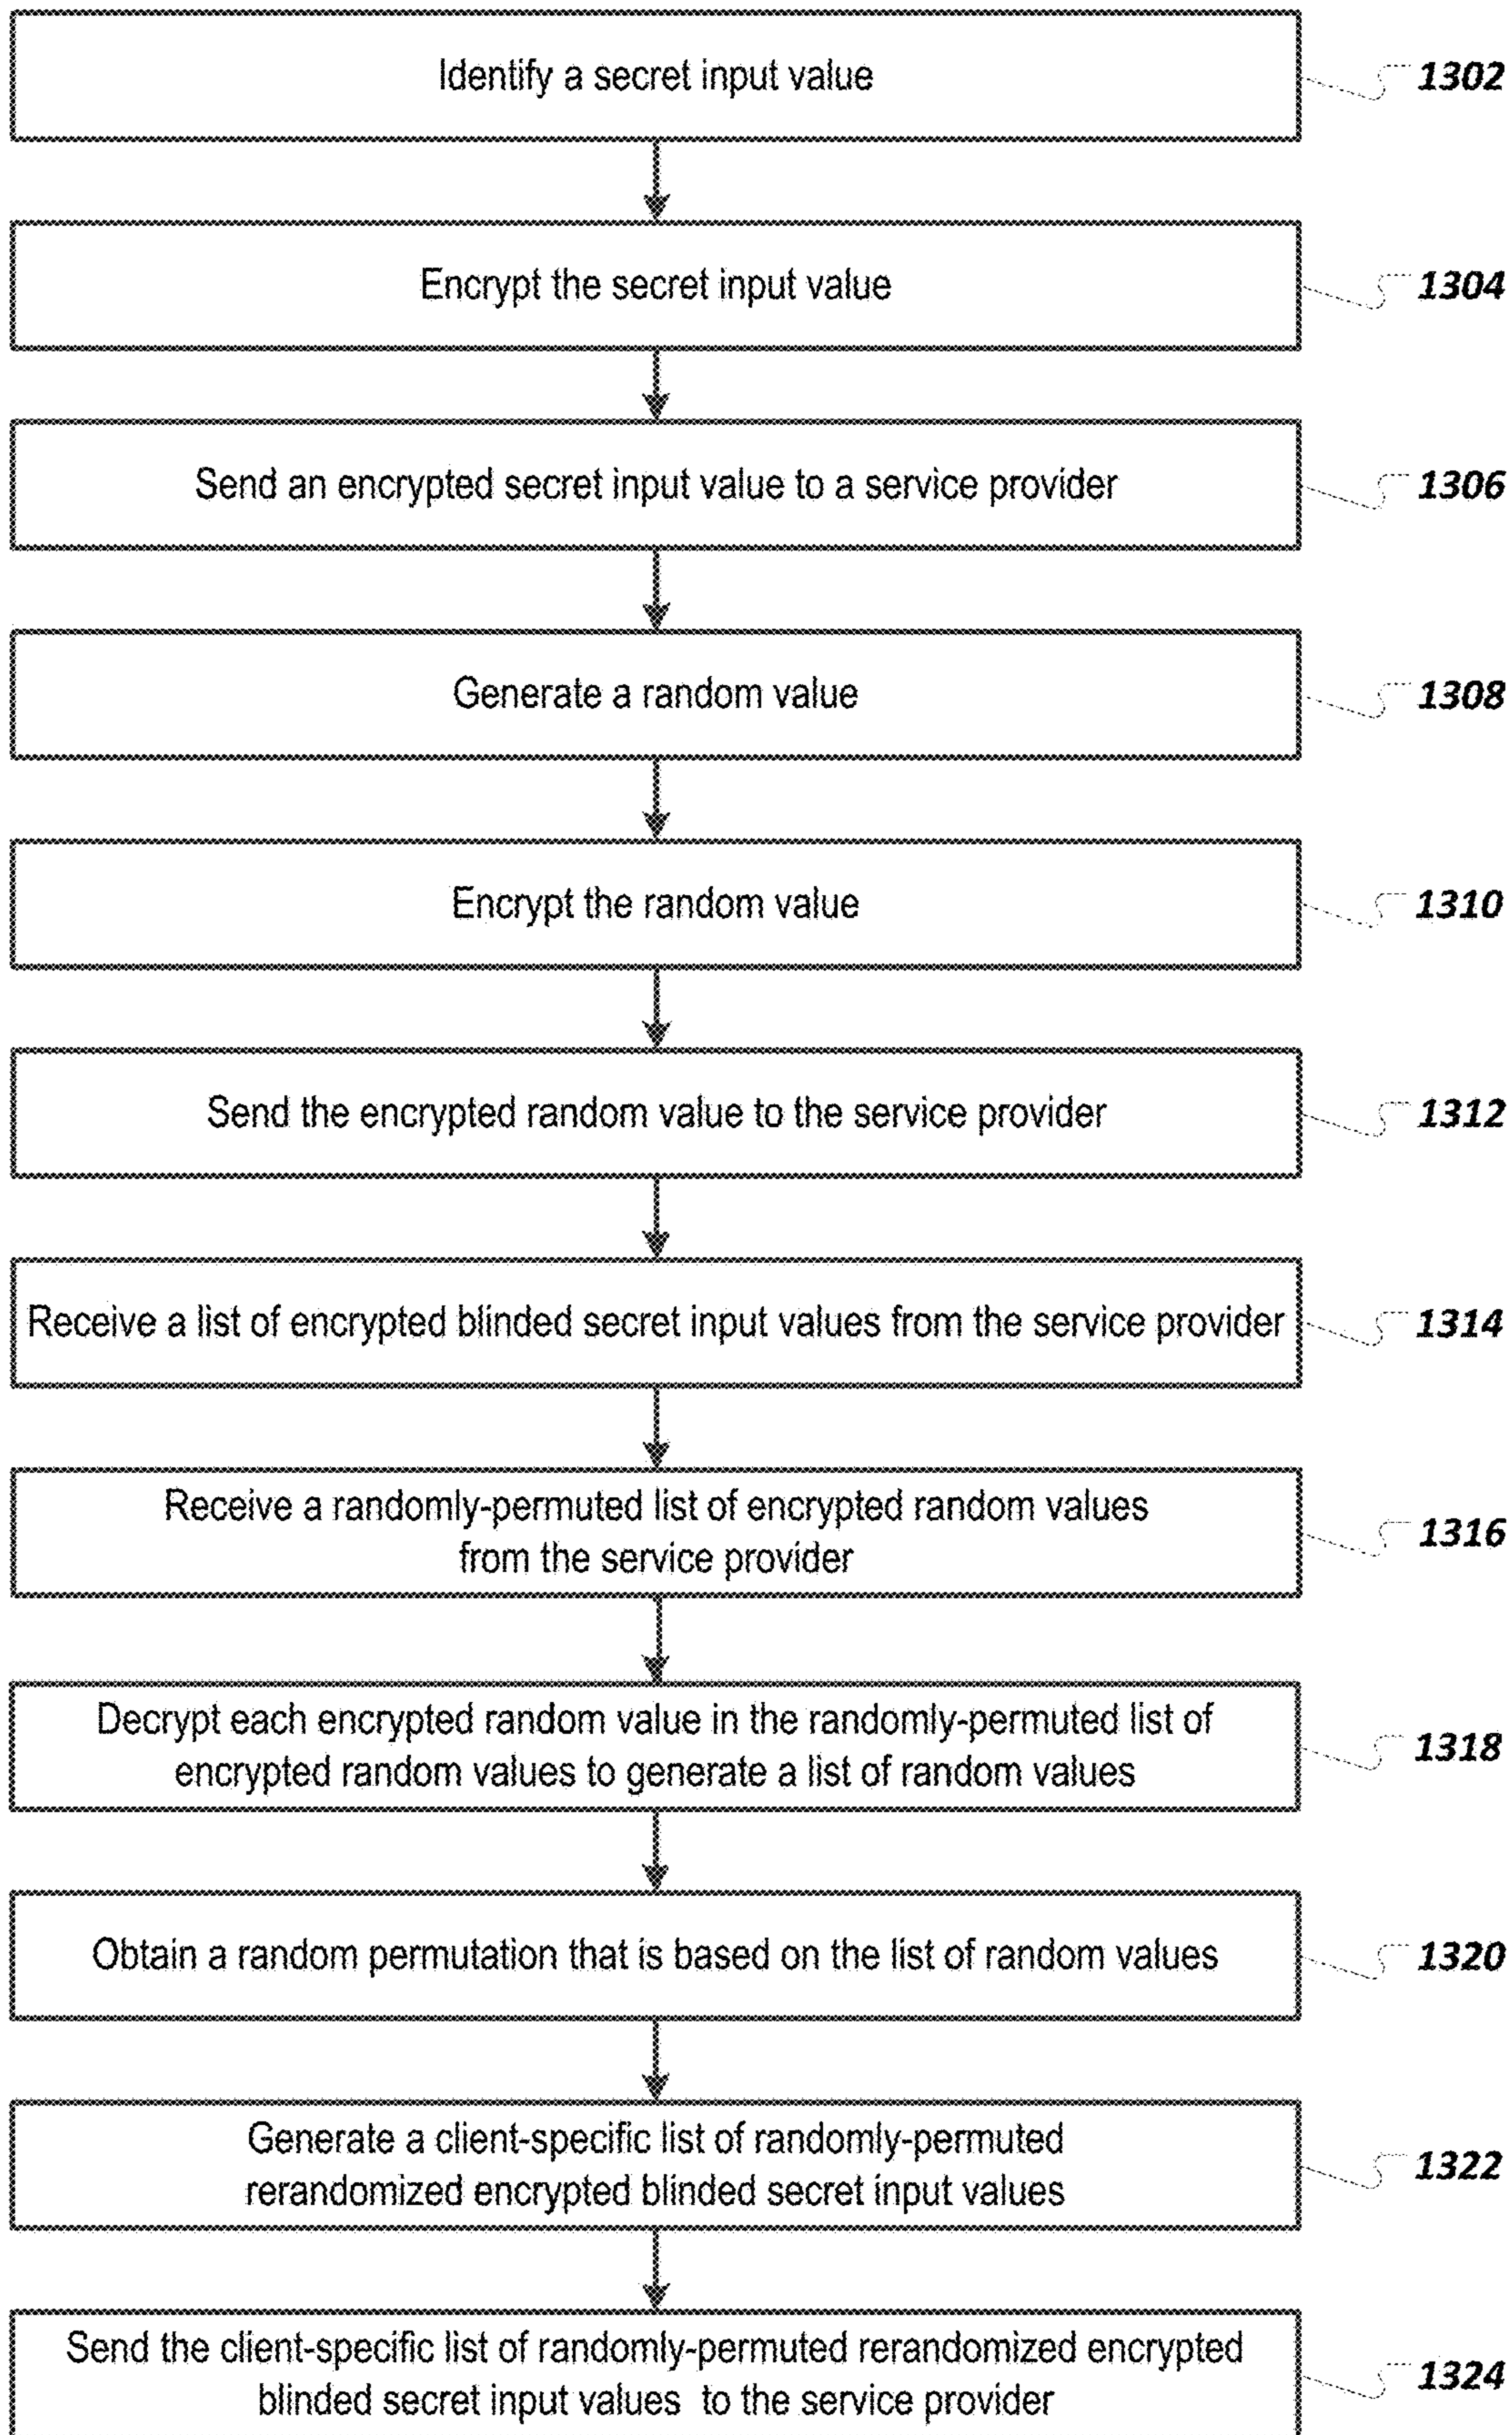 Identify a secret input value
1302
Encrypt the secret input value
1304
Send an encrypted secret input value to a service provider
1306
Generate a random value
1308
Encrypt the random value
1310
Send the encrypted random value to the service provider
1312
Receive a list of encrypted blinded secret input values from the service provider
1314
Receive a randomly-permuted list of encrypted random values
from the service provider
1316
Decrypt each encrypted random value in the randomly-permuted list of
encrypted random values to generate a list of random values
1318
Obtain a random permutation that is based on the list of random values
1320
Generate a client-specific list of randomly-permuted
rerandomized encrypted blinded secret input values
1322
Send the client-specific list of randomly-permuted rerandomized encrypted
blinded secret input values to the service provider
1324